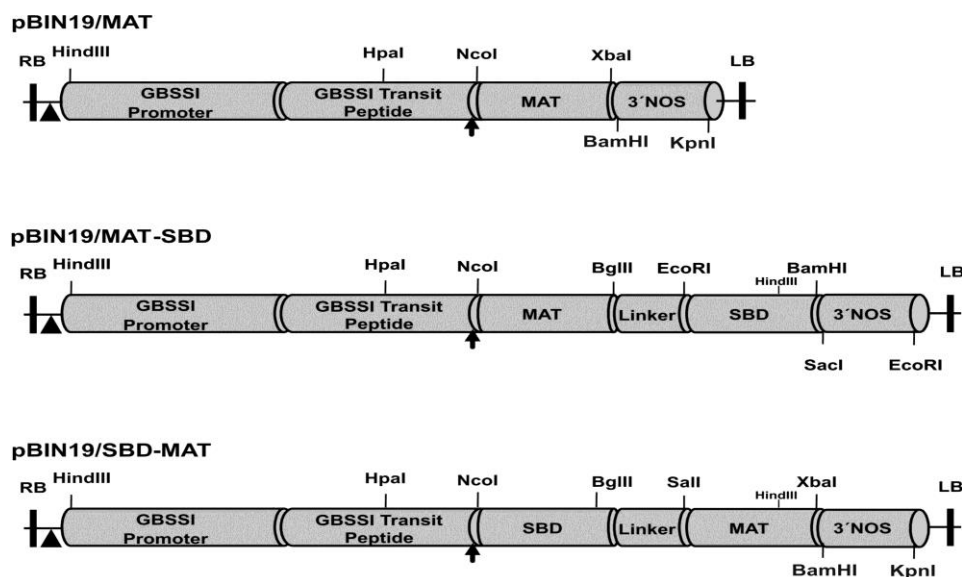 pBIN19/MAT
RB HindIII HpaI NcoI XbaI LB
GBSSI Promoter GBSSI Transit Peptide MAT 3´NOS
BamHI KpnI
pBIN19/MAT-SBD
RB HindIII HpaI NcoI BglII EcoRI HindIII BamHI LB
GBSSI Promoter GBSSI Transit Peptide MAT Linker SBD 3´NOS
SacI EcoRI
pBIN19/SBD-MAT
RB HindIII HpaI NcoI BglII SalI HindIII XbaI LB
GBSSI Promoter GBSSI Transit Peptide SBD Linker MAT 3´NOS
BamHI KpnI